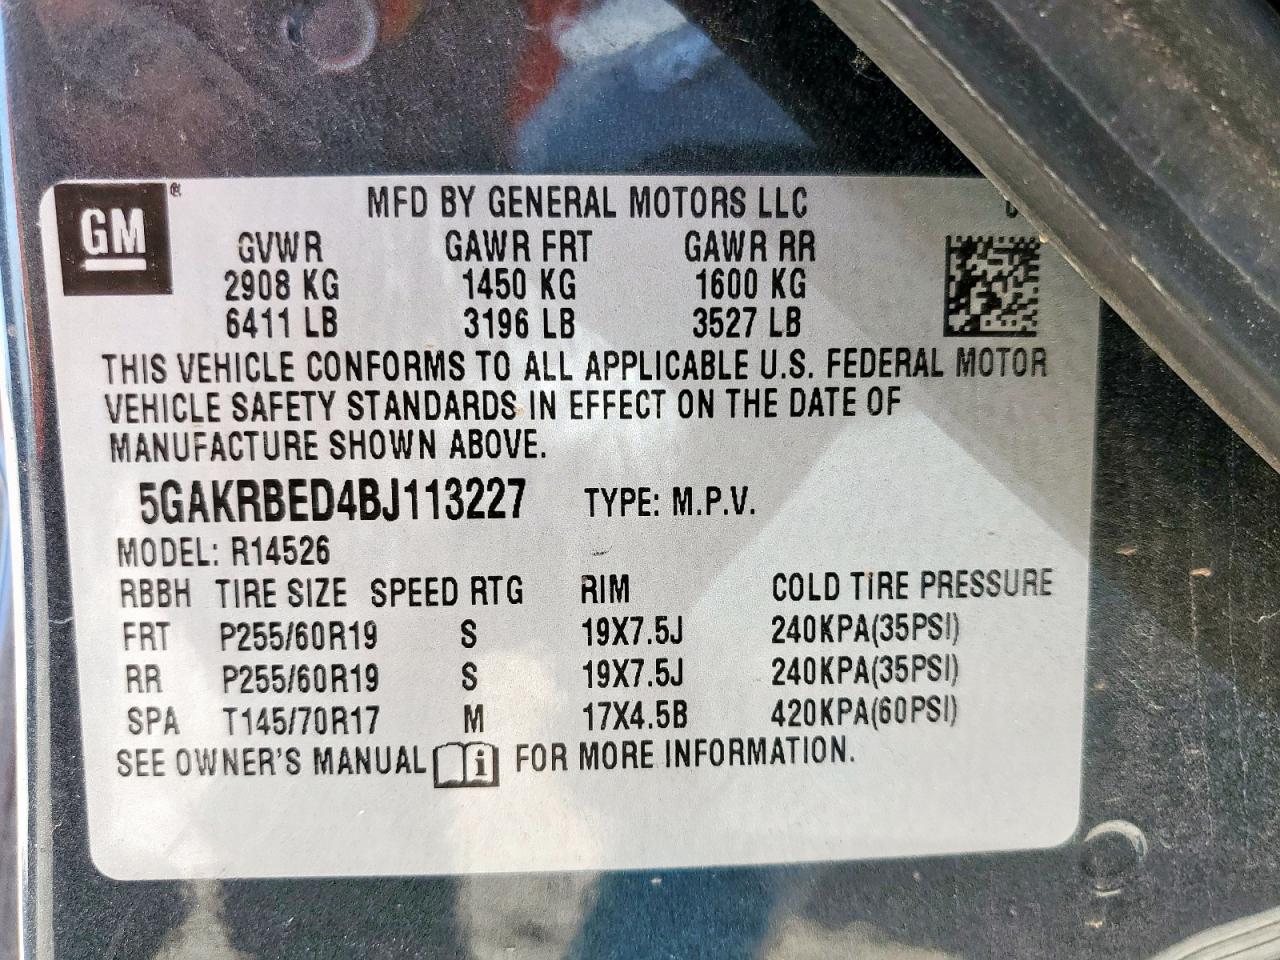 GM ® MFD BY GENERAL MOTORS LLC
GVWR GAWR FRT GAWR RR
2908 KG 1450 KG 1600 KG
6411 LB 3196 LB 3527 LB
THIS VEHICLE CONFORMS TO ALL APPLICABLE U.S. FEDERAL MOTOR
VEHICLE SAFETY STANDARDS IN EFFECT ON THE DATE OF
MANUFACTURE SHOWN ABOVE.
5GAKRBED4BJ113227 TYPE: M.P.V.
MODEL: R14526
RBBH TIRE SIZE SPEED RTG RIM COLD TIRE PRESSURE
FRT P255/60R19 S 19X7.5J 240KPA(35PSI)
RR P255/60R19 S 19X7.5J 240KPA(35PSI)
SPA T145/70R17 M 17X4.5B 420KPA(60PSI)
SEE OWNER'S MANUAL i FOR MORE INFORMATION.